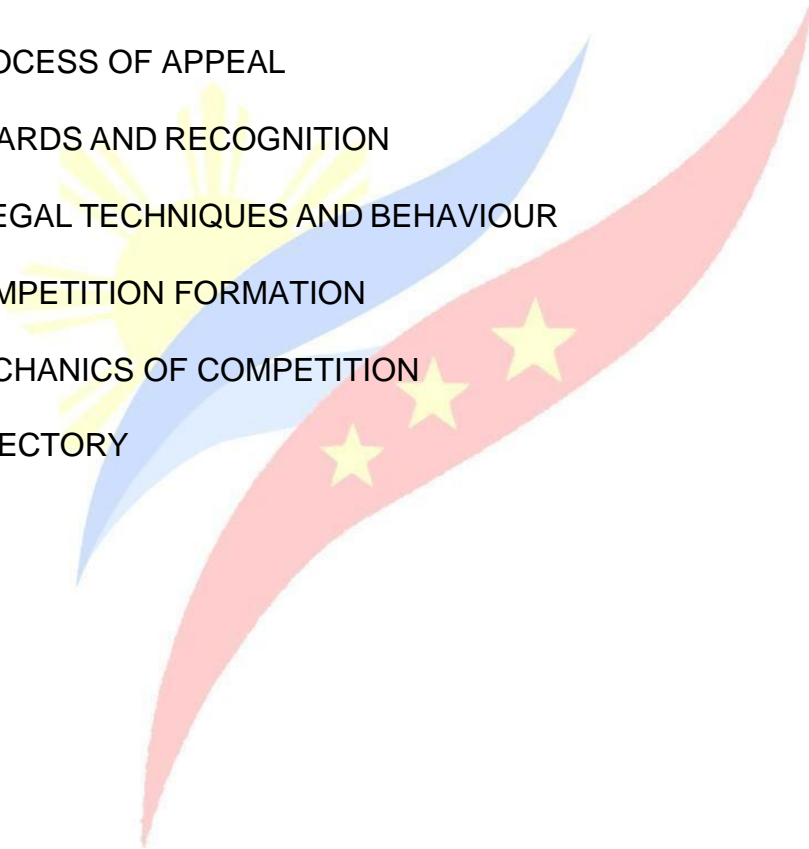 OCESS OF APPEAL
ARDS AND RECOGNITION
EGAL TECHNIQUES AND BEHAVIOUR
MPETITION FORMATION
CHANICS OF COMPETITION
ECTORY